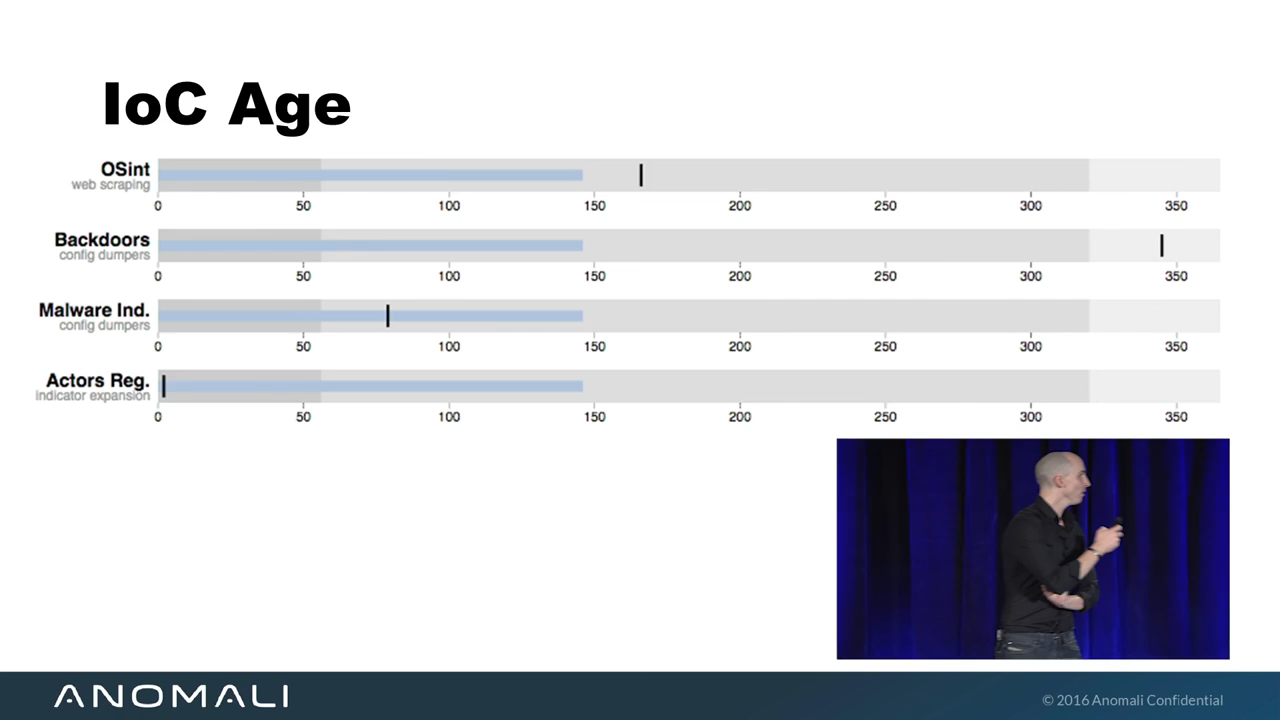 IoC Age
OSint
web scraping
0 50 100 150 200 250 300 350
Backdoors
config dumpers
0 50 100 150 200 250 300 350
Malware Ind.
config dumpers
0 50 100 150 200 250 300 350
Actors Reg.
indicator expansion
0 50 100 150 200 250 300 350
ANOMALI
© 2016 Anomali Confidential